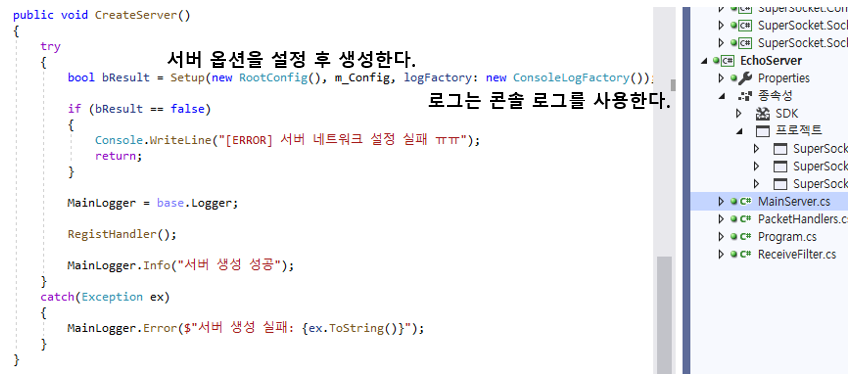 public void CreateServer()
{
try
서버 옵션을 설정 후 생성한다.
{
bool bResult = Setup(new RootConfig(), m_Config, logFactory: new ConsoleLogFactory());
로그는 콘솔 로그를 사용한다.
if (bResult == false)
{
Console.WriteLine("[ERROR] 서버 네트워크 설정 실패 ㅠㅠ");
return;
}
MainLogger = base.Logger;
RegistHandler();
MainLogger.Info("서버 생성 성공");
}
catch(Exception ex)
{
MainLogger.Error($"서버 생성 실패: {ex.ToString()}");
}
}
SuperSocket.Com
SuperSocket.Sock
SuperSocket.Sock
EchoServer
Properties
종속성
SDK
프로젝트
SuperSock
SuperSock
SuperSock
MainServer.cs
PacketHandlers.c
Program.cs
ReceiveFilter.cs